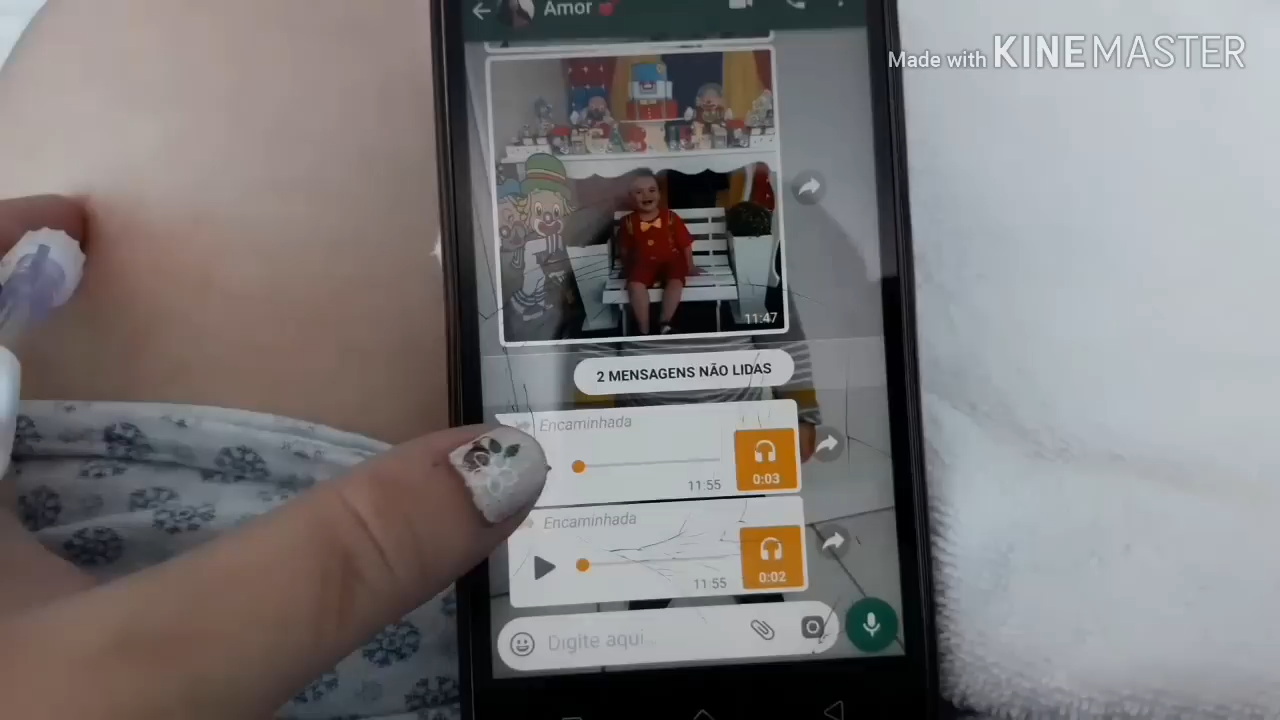 Amor
Made with KINEMASTER
11:47
2 MENSAGENS NÃO LIDAS
Encaminhada
11:55
0:03
Encaminhada
11:55
0:02
Digite aqui...